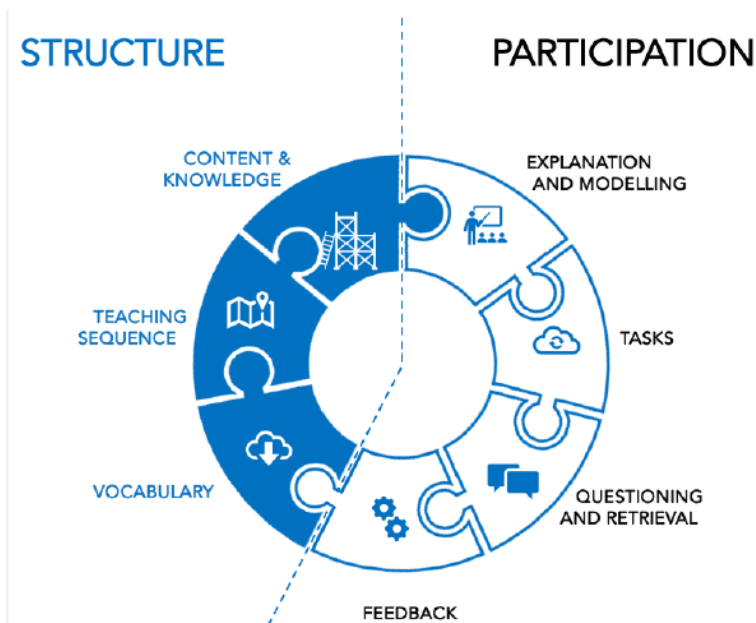 STRUCTURE
PARTICIPATION
CONTENT &
KNOWLEDGE
EXPLANATION
AND MODELLING
TEACHING
SEQUENCE
TASKS
VOCABULARY
QUESTIONING
AND RETRIEVAL
FEEDBACK